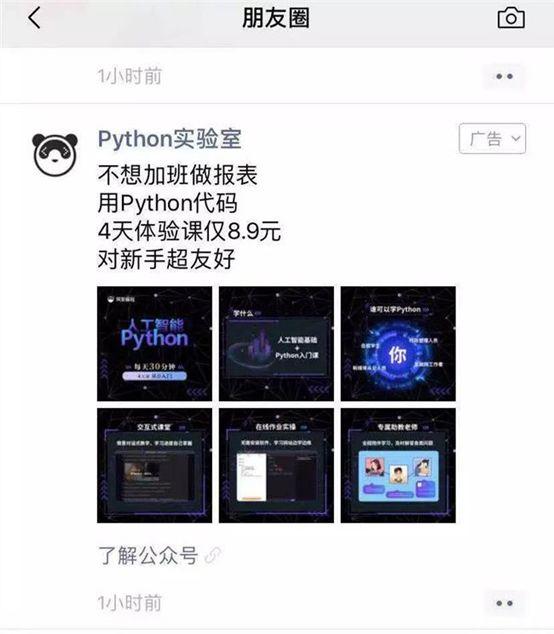 朋友圈
1小时前
Python实验室
广告
不想加班做报表
用Python代码
4天体验课仅8.9元
对新手超友好
人工智能
Python
每天30分钟
学什么
人工智能基础
+
Python入门课
谁可以学Python
你
交互式课堂
在线作业实操
专属助教老师
了解公众号
1小时前